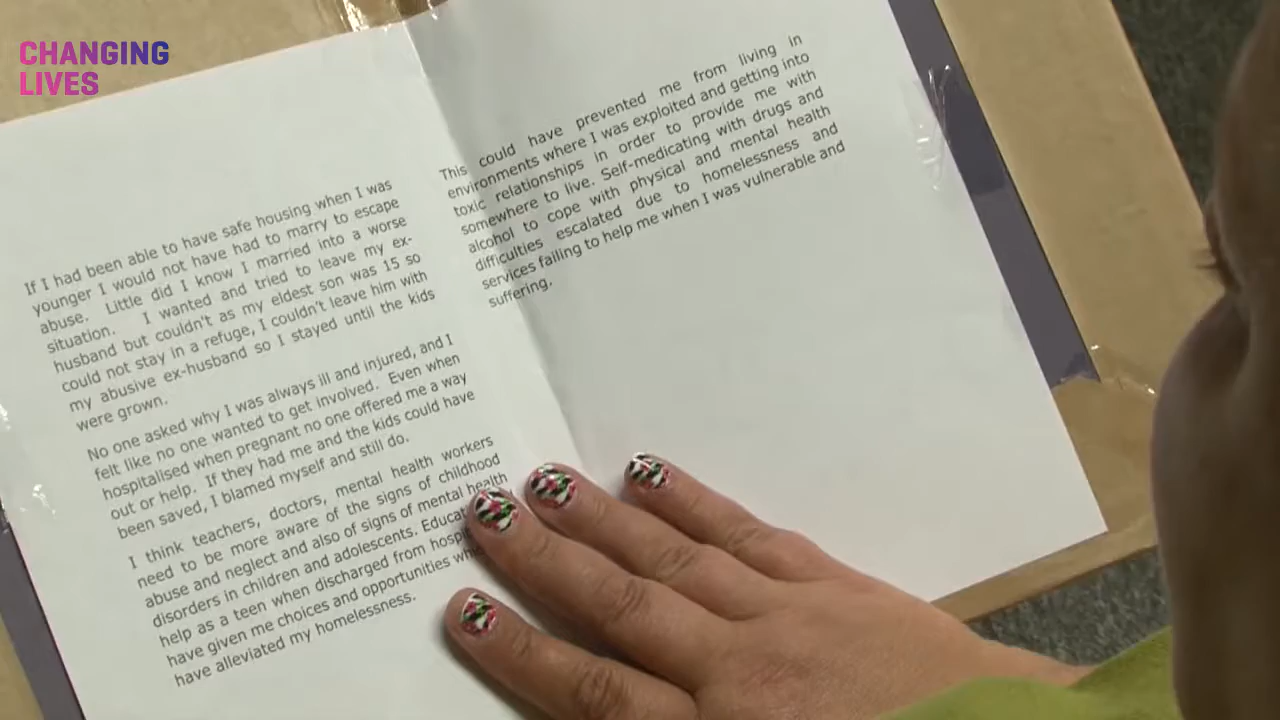 CHANGING
LIVES
If I had been able to have safe housing when I was
younger I would not have had to marry to escape
abuse. Little did I know I married into a worse
situation. I wanted and tried to leave my ex-
husband but couldn't as my eldest son was 15 so
could not stay in a refuge, I couldn't leave him with
my abusive ex-husband so I stayed until the kids
were grown.
No one asked why I was always ill and injured, and I
felt like no one wanted to get involved. Even when
hospitalised when pregnant no one offered me a way
out or help. If they had me and the kids could have
been saved, I blamed myself and still do.
I think teachers, doctors, mental health workers
need to be more aware of the signs of childhood
abuse and neglect and also of signs of mental health
disorders in children and adolescents.
help as a teen when discharged from
have given me choices and opportunities
have alleviated my homelessness.
This could have prevented me from living in
environments where I was exploited and getting into
toxic relationships in order to provide me with
somewhere to live. Self-medicating with drugs and
alcohol to cope with physical and mental health
difficulties escalated due to homelessness and
services failing to help me when I was vulnerable and
suffering.